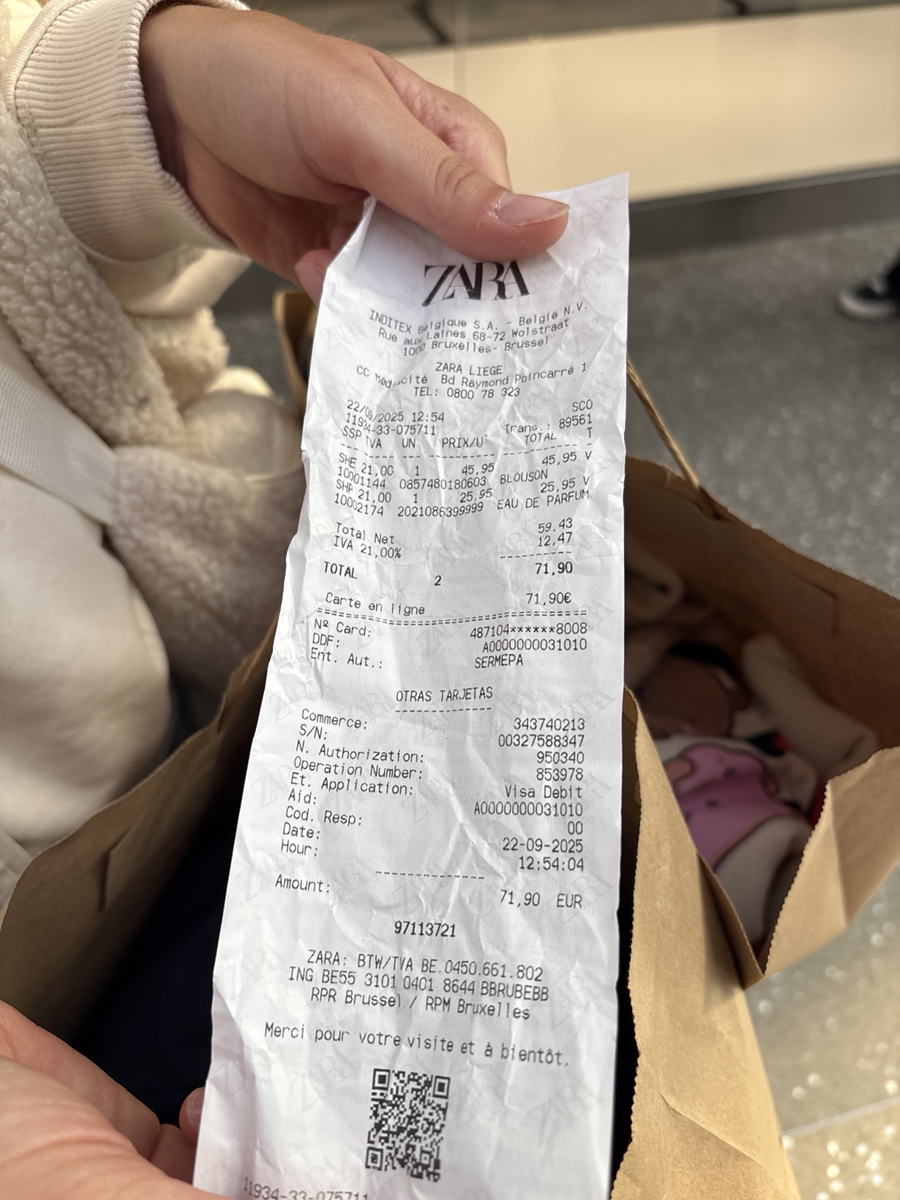 ZARA
INDITEX Belgique S.A. - België N.V.
Rue aux Laines 68-72 Wolstraat
1000 Bruxelles- Brussel
ZARA LIEGE
CC Médiacité Bd Raymond Poincarré 1
TEL: 0800 78 323
22/09/2025 12:54 SCO
11934-33-075711 Trans.: 89561
SSP TVA UN PRIX/U TOTAL T
SHE 21,00 1 45,95 45,95 V
10001144 0857480180603 BLOUSON
SHP 21,00 1 25,95 25,95 V
10002174 2021086399999 EAU DE PARFUM
Total Net 59,43
IVA 21,00% 12,47
TOTAL 2 71,90
Carte en ligne 71,90€
Nº Card: 487104******8008
DDF: A0000000031010
Ent. Aut.: SERMEPA
OTRAS TARJETAS
Commerce: 343740213
S/N: 00327588347
N. Authorization: 950340
Operation Number: 853978
Et. Application: Visa Debit
Aid: A0000000031010
Cod. Resp: 00
Date: 22-09-2025
Hour: 12:54:04
Amount: 71,90 EUR
97113721
ZARA: BTW/TVA BE.0450.661.802
ING BE55 3101 0401 8644 BBRUBEBB
RPR Brussel / RPM Bruxelles
Merci pour votre visite et à bientôt.
11934-33-075711